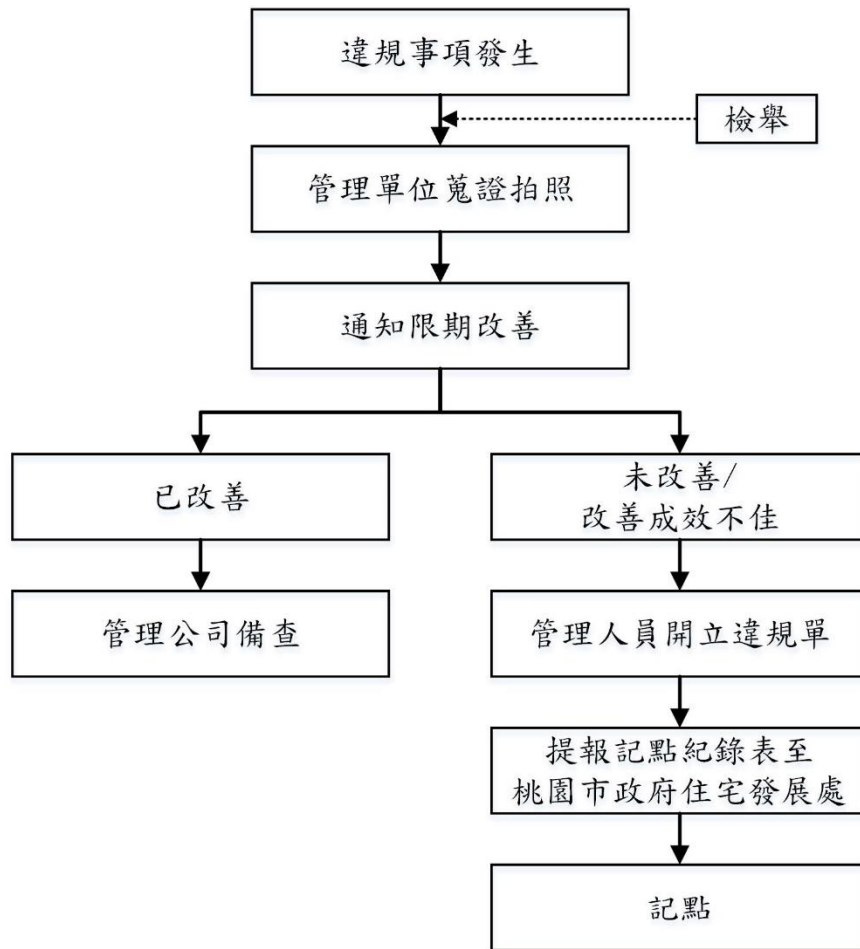 違規事項發生
檢舉
管理單位蒐證拍照
通知限期改善
已改善
未改善/
改善成效不佳
管理公司備查
管理人員開立違規單
提報記點紀錄表至
桃園市政府住宅發展處
記點